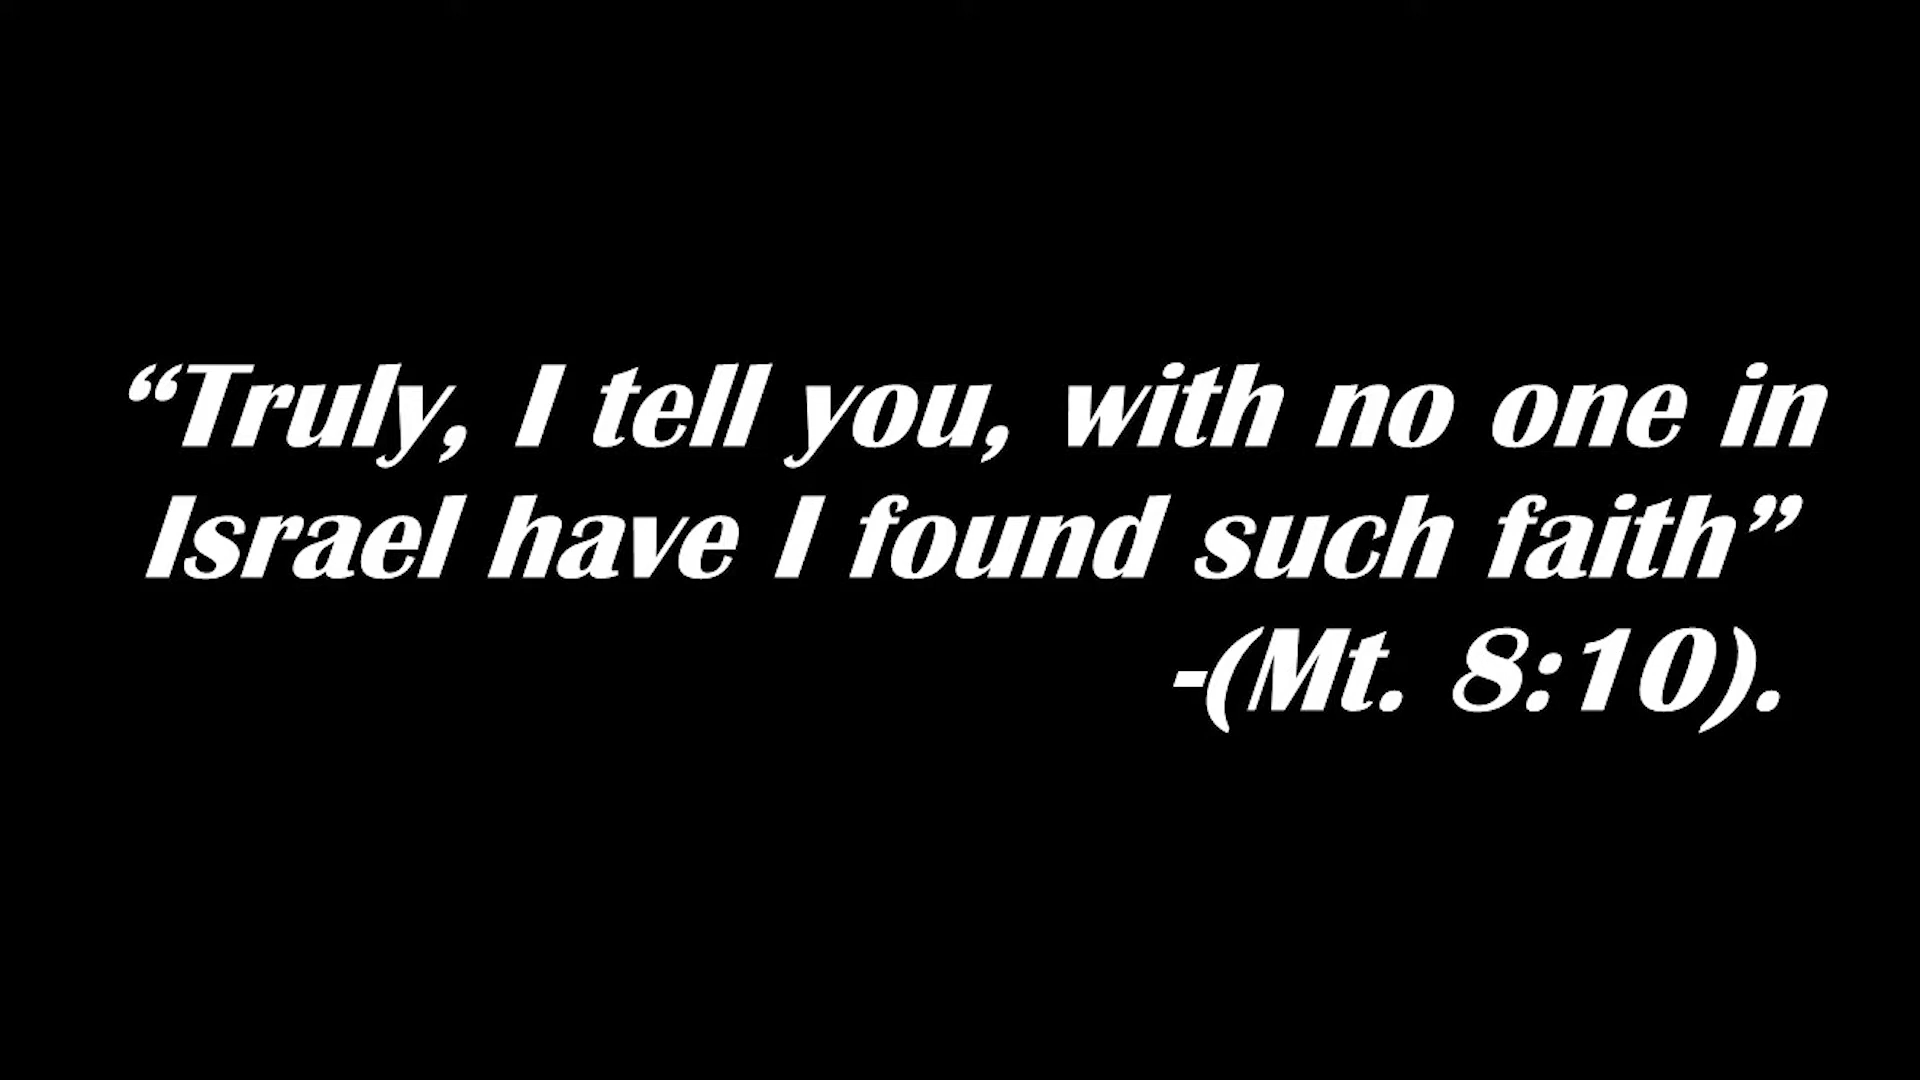 “Truly, I tell you, with no one in
Israel have I found such faith”
-(Mt. 8:10).